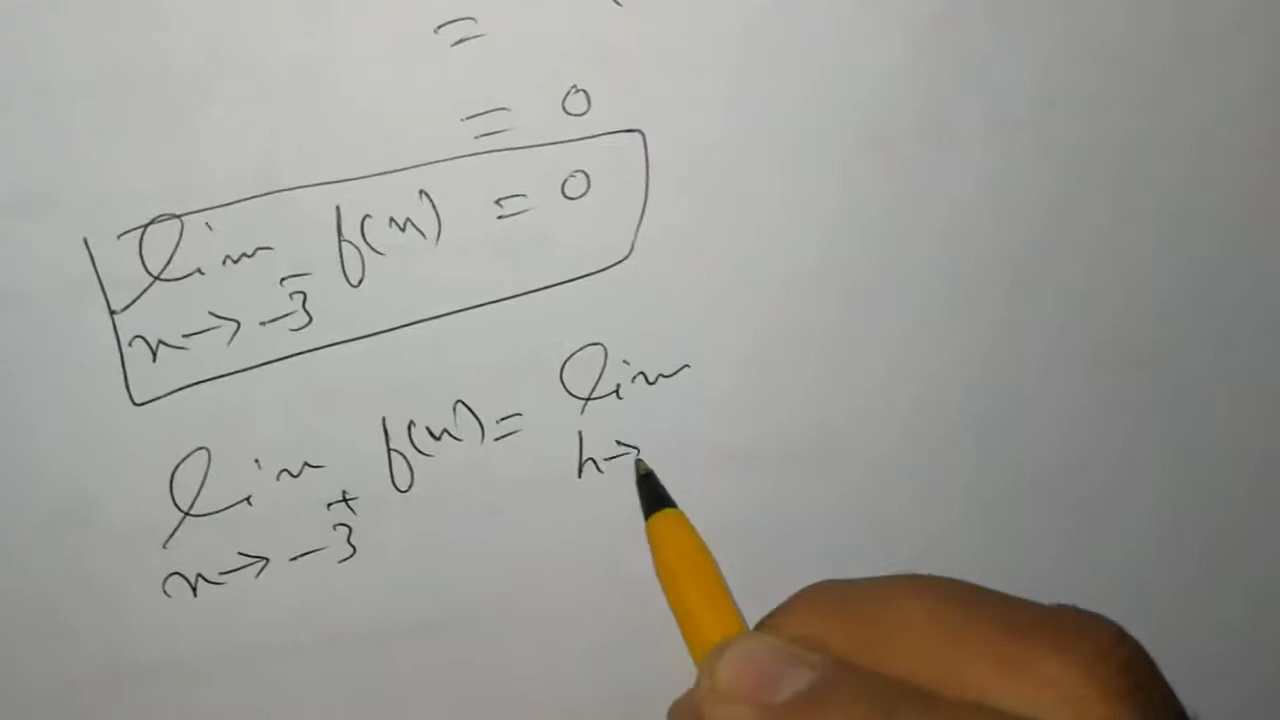 =
= 0
lim f(x) = 0
x → -3⁻
lim f(x) = lim
x → -3⁺ h →